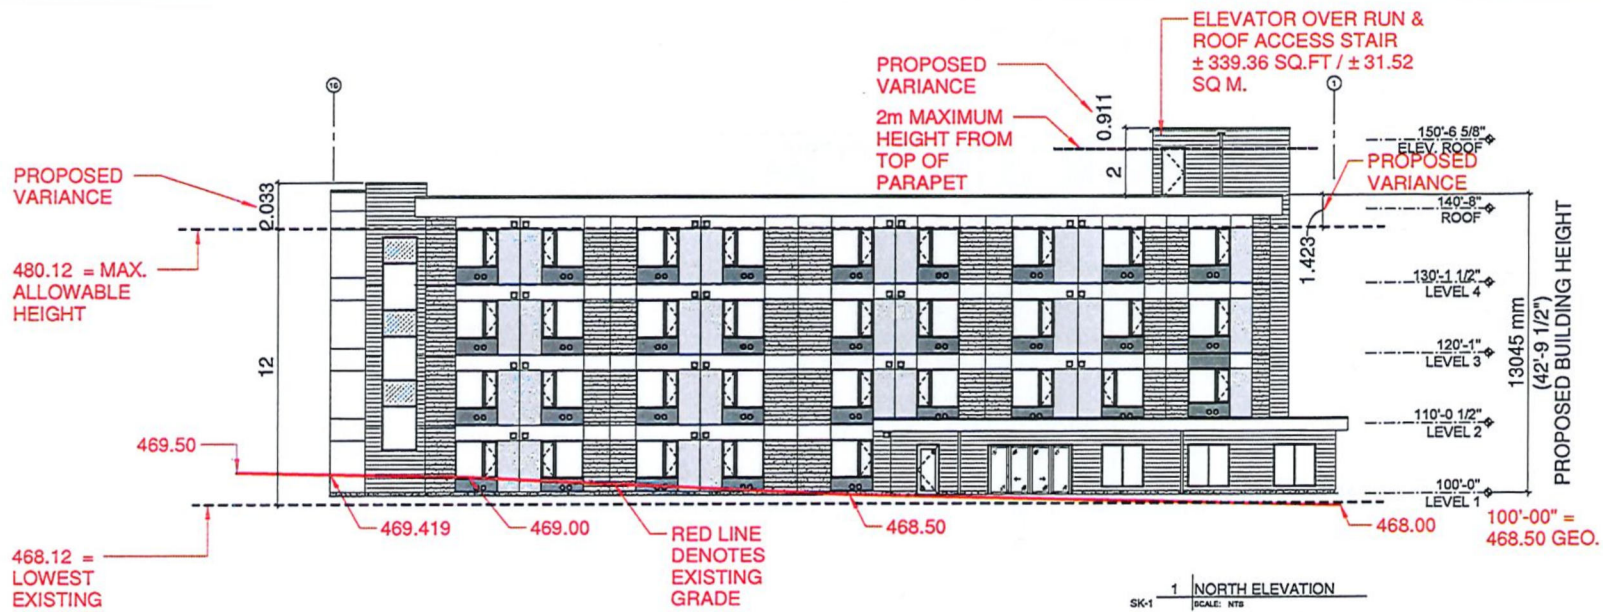 ELEVATOR OVER RUN &
ROOF ACCESS STAIR
± 339.36 SQ.FT / ± 31.52
SQ M.
PROPOSED
VARIANCE
0.911
2m MAXIMUM
HEIGHT FROM
TOP OF
PARAPET
2
16
1
150'-6 5/8"
ELEV. ROOF
PROPOSED
VARIANCE
140'-8"
ROOF
1.423
130'-1 1/2"
LEVEL 4
120'-1"
LEVEL 3
110'-0 1/2"
LEVEL 2
100'-0"
LEVEL 1
13045 mm
(42'-9 1/2")
PROPOSED BUILDING HEIGHT
PROPOSED
VARIANCE
2.033
480.12 = MAX.
ALLOWABLE
HEIGHT
12
469.50
469.419
469.00
RED LINE
DENOTES
EXISTING
GRADE
468.50
468.00
100'-00" =
468.50 GEO.
468.12 =
LOWEST
EXISTING
1 NORTH ELEVATION
SK-1 SCALE: NTS